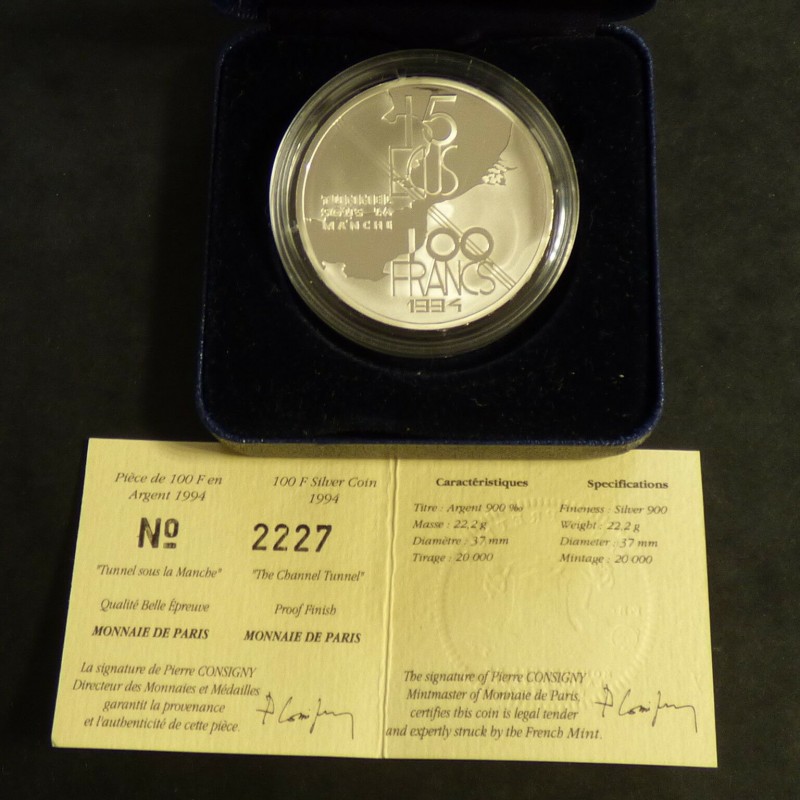 15
ECUS
TUNNEL
SOUS-LA
MANCHE
100
FRANCS
1994
Pièce de 100 F en
Argent 1994
100 F Silver Coin
1994
Nº 2227
"Tunnel sous la Manche"
"The Channel Tunnel"
Qualité Belle Épreuve
Proof Finish
MONNAIE DE PARIS
MONNAIE DE PARIS
La signature de Pierre CONSIGNY
Directeur des Monnaies et Médailles
garantit la provenance
et l'authenticité de cette pièce.
Caractéristiques
Titre : Argent 900 ‰
Masse : 22,2 g
Diamètre : 37 mm
Tirage : 20 000
Specifications
Fineness : Silver 900
Weight : 22,2 g
Diameter : 37 mm
Mintage : 20 000
The signature of Pierre CONSIGNY
Mintmaster of Monnaie de Paris,
certifies this coin is legal tender
and expertly struck by the French Mint.